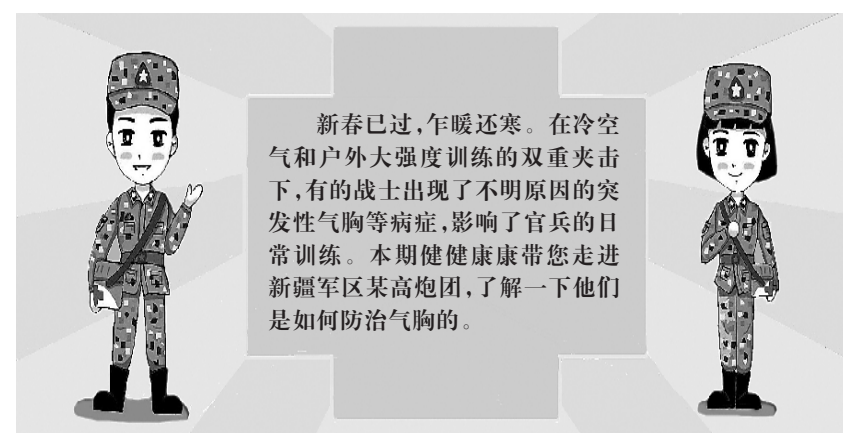 新春已过,乍暖还寒。在冷空
气和户外大强度训练的双重夹击
下,有的战士出现了不明原因的突
发性气胸等病症,影响了官兵的日
常训练。本期健健康康带您走进
新疆军区某高炮团,了解一下他们
是如何防治气胸的。